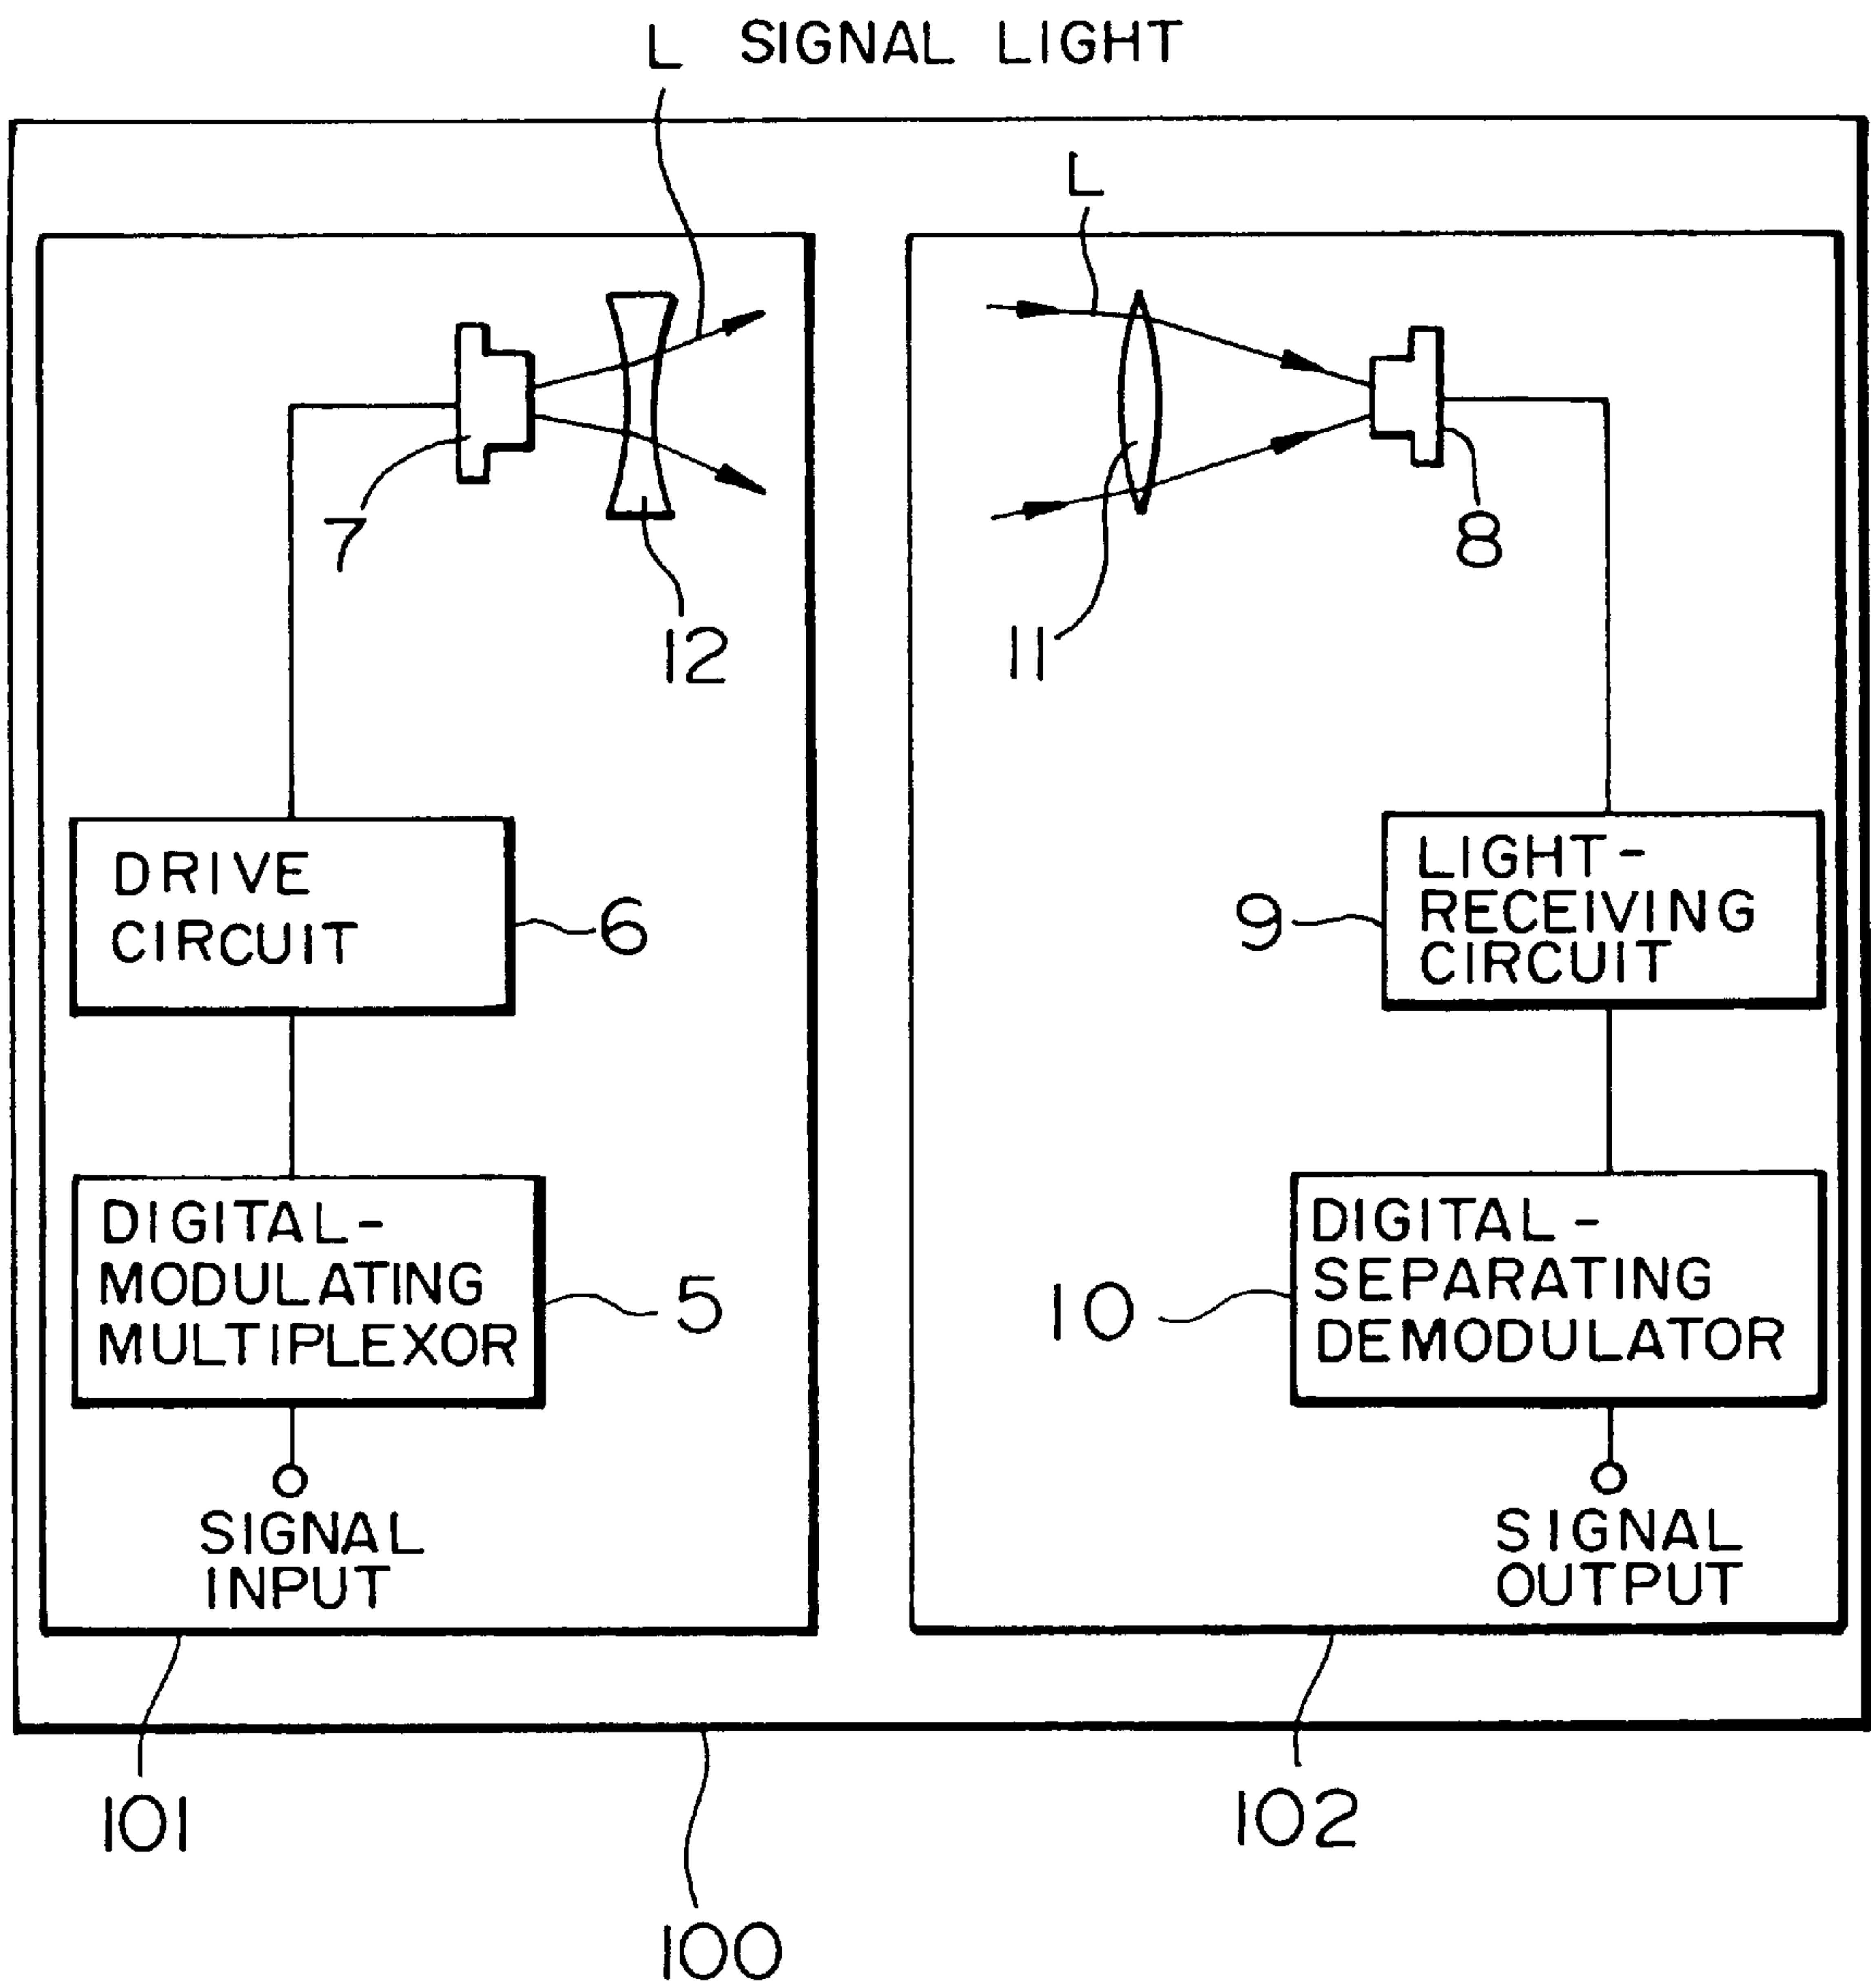 L SIGNAL LIGHT
L
7
12
11
8
DRIVE
CIRCUIT
6
9
LIGHT-
RECEIVING
CIRCUIT
DIGITAL-
MODULATING
MULTIPLEXOR
5
10
DIGITAL-
SEPARATING
DEMODULATOR
SIGNAL
INPUT
SIGNAL
OUTPUT
101
102
100